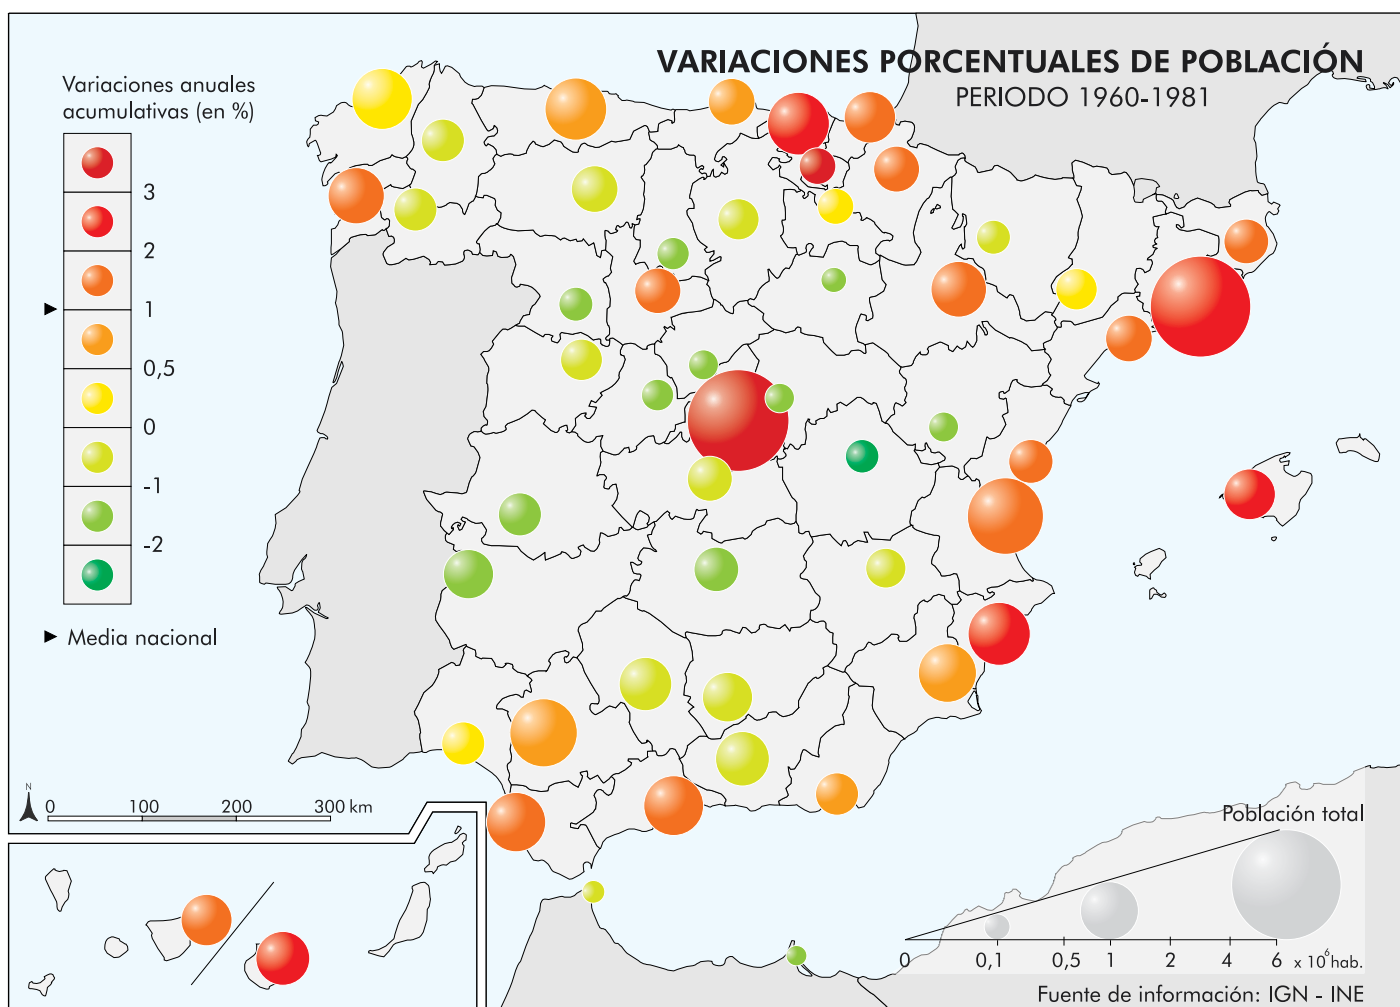 VARIACIONES PORCENTUALES DE POBLACIÓN
PERIODO 1960-1981
Variaciones anuales
acumulativas (en %)
3
2
1
0,5
0
-1
-2
► Media nacional
N
0 100 200 300 km
Población total
0 0,1 0,5 1 2 4 6 x 10⁶ hab.
Fuente de información: IGN - INE